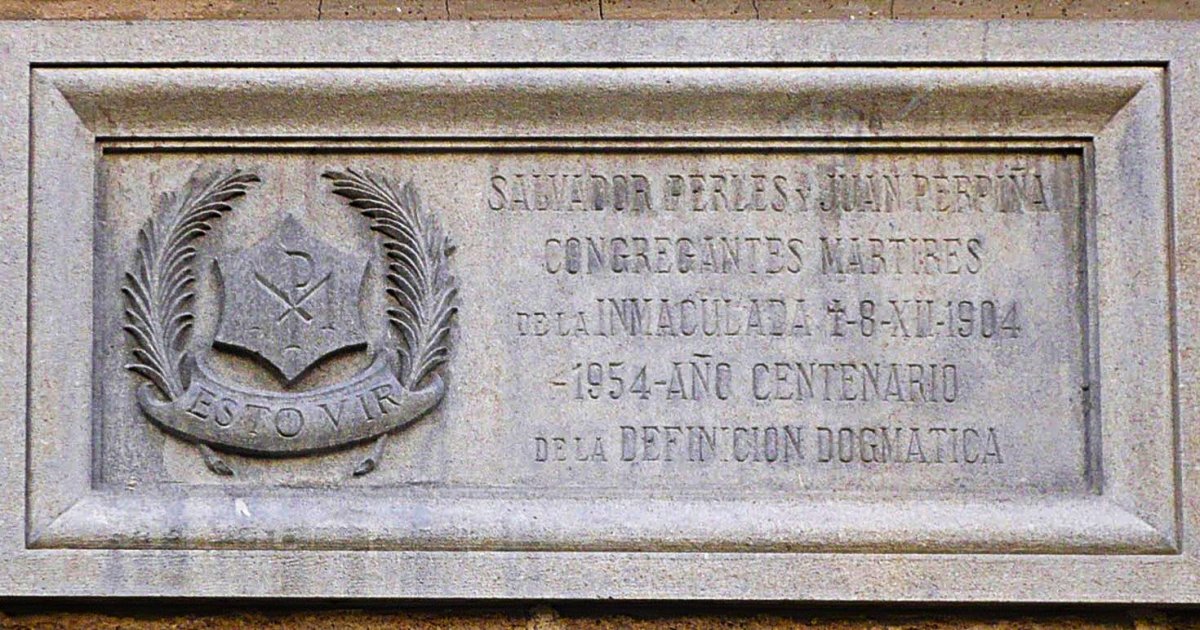 ESTO VIR
SALVADOR PERLES Y JUAN PERPIÑA
CONGREGANTES MARTIRES
DE LA INMACULADA ✝-8-XII-1904
-1954-AÑO CENTENARIO
DE LA DEFINICION DOGMATICA